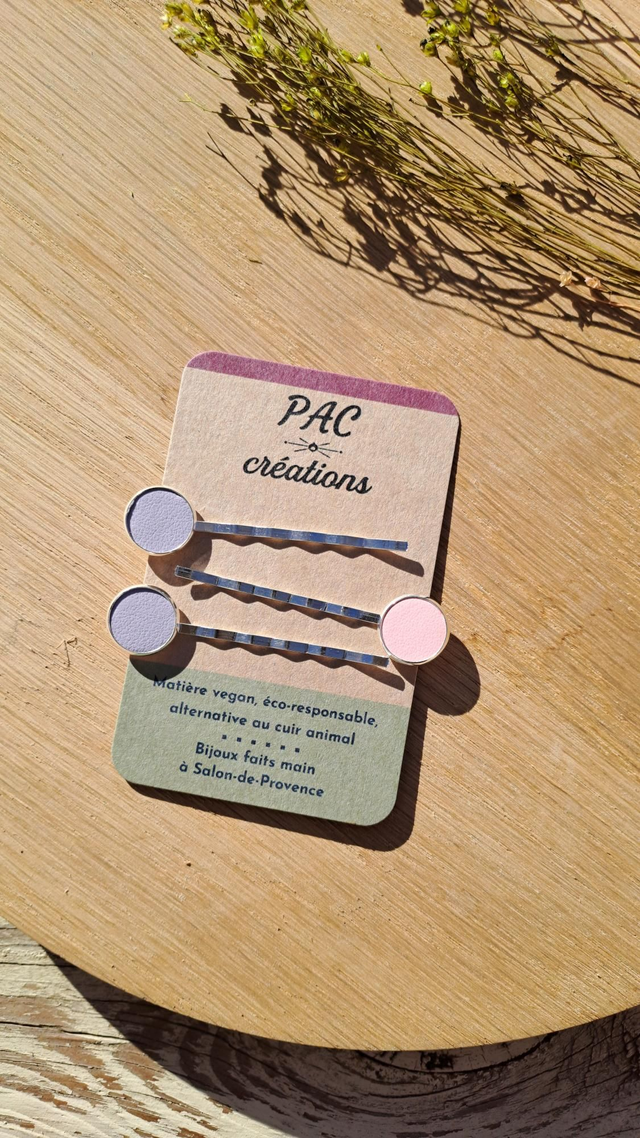 PAC
créations
Matière vegan, éco-responsable,
alternative au cuir animal
Bijoux faits main
à Salon-de-Provence